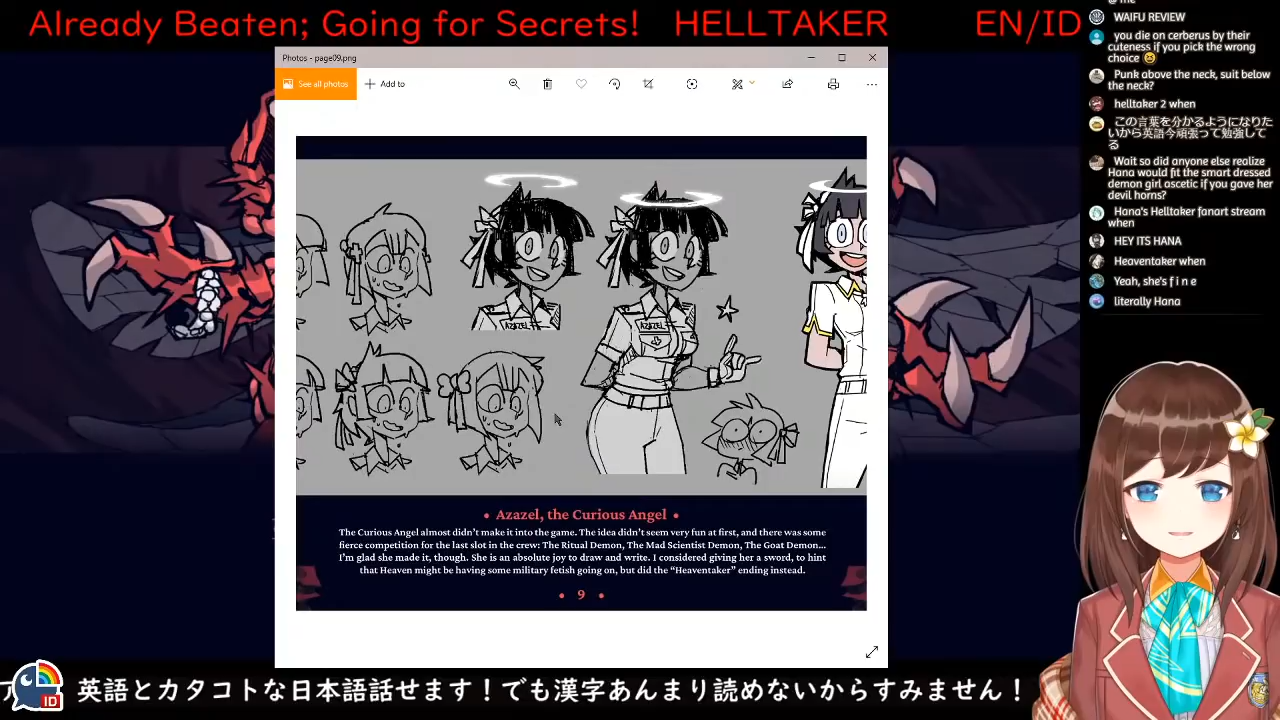 Already Beaten; Going for Secrets! HELLTAKER EN/ID
Photos - page09.png
See all photos
Add to
AZAZEL
AZAZEL
• Azazel, the Curious Angel •
The Curious Angel almost didn't make it into the game. The idea didn't seem very fun at first, and there was some
fierce competition for the last slot in the crew: The Ritual Demon, The Mad Scientist Demon, The Goat Demon...
I'm glad she made it, though. She is an absolute joy to draw and write. I considered giving her a sword, to hint
that Heaven might be having some military fetish going on, but did the "Heaventaker" ending instead.
• 9 •
WAIFU REVIEW
you die on cerberus by their
cuteness if you pick the wrong
choice 😆
Punk above the neck, suit below
the neck?
helltaker 2 when
この言葉を分かるようになりた
いから英語今頑張って勉強して
る
Wait so did anyone else realize
Hana would fit the smart dressed
demon girl ascetic if you gave her
devil horns?
Hana's Helltaker fanart stream
when
HEY ITS HANA
Heaventaker when
Yeah, she's f i n e
literally Hana
ID
英語とカタコトな日本語話せます！でも漢字あんまり読めないからすみません！